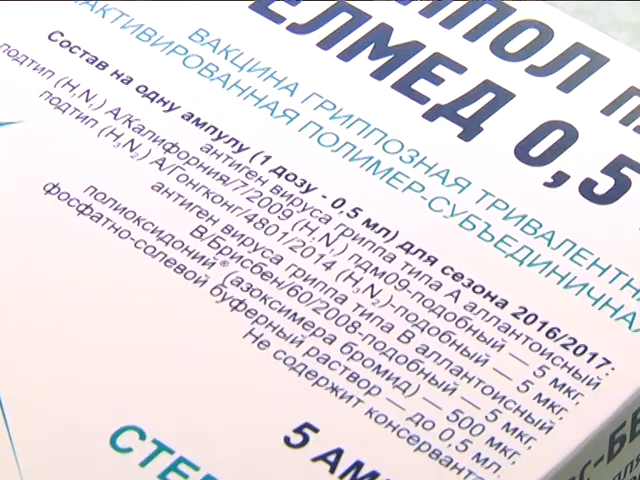 ЕЛМЕД 0,5
ВАКЦИНА ГРИППОЗНАЯ ТРИВАЛЕНТН
АКТИВИРОВАННАЯ ПОЛИМЕР-СУБЪЕДИНИЧНА
Состав на одну ампулу (1 дозу - 0,5 мл) для сезона 2016/2017:
антиген вируса гриппа типа А аллантоисный
подтип (H₁N₁) А/Калифорния/7/2009 (H₁N₁) пдм09-подобный — 5 мкг,
подтип (H₃N₂) А/Гонгконг/4801/2014 (H₃N₂)-подобный — 5 мкг,
антиген вируса гриппа типа В аллантоисный
В/Брисбен/60/2008-подобный — 5 мкг,
полиоксидоний® (азоксимера бромид) — 500 мкг,
фосфатно-солевой буферный раствор — до 0,5 мл.
Не содержит консерванта
5 АМ
СТЕ